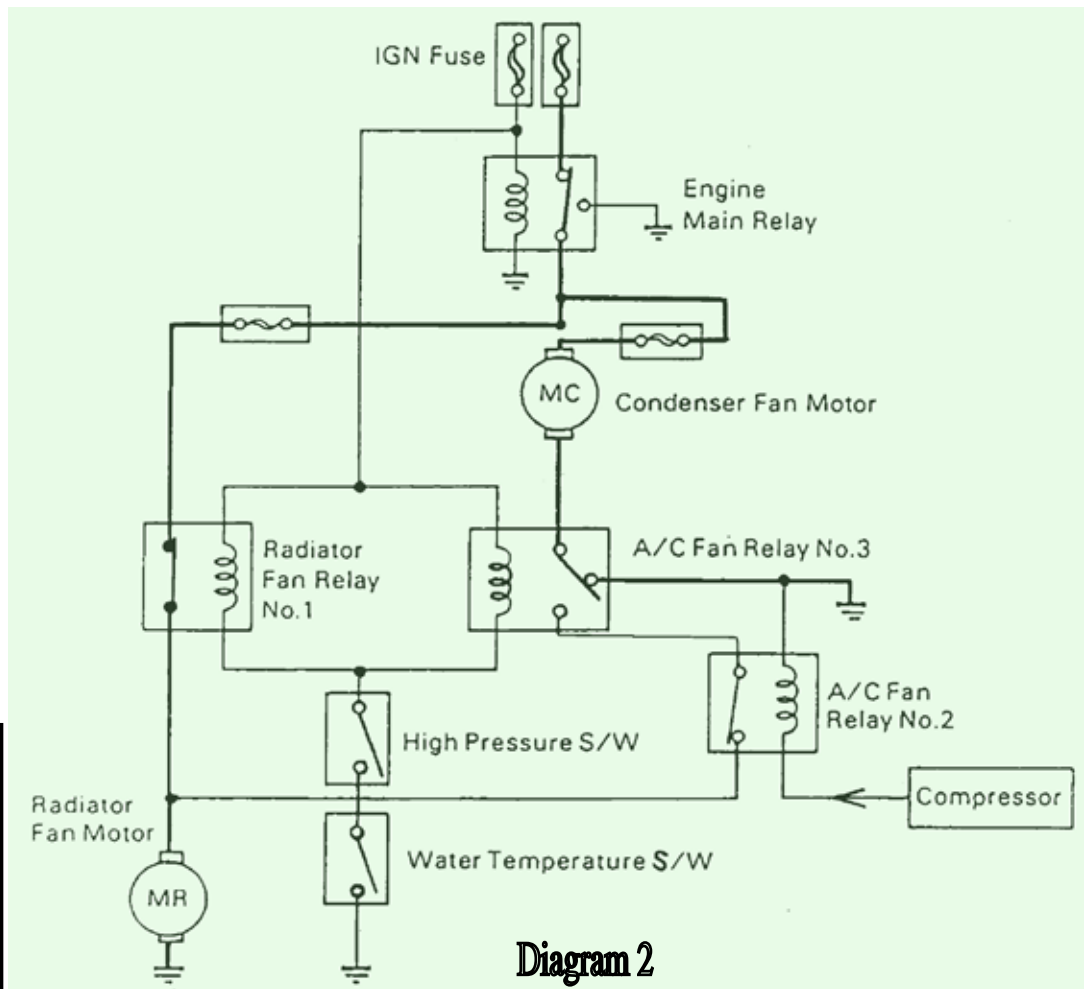 IGN Fuse
Engine
Main Relay
MC
Condenser Fan Motor
Radiator
Fan Relay
No.1
A/C Fan Relay No.3
A/C Fan
Relay No.2
High Pressure S/W
Compressor
Radiator
Fan Motor
Water Temperature S/W
MR
Diagram 2